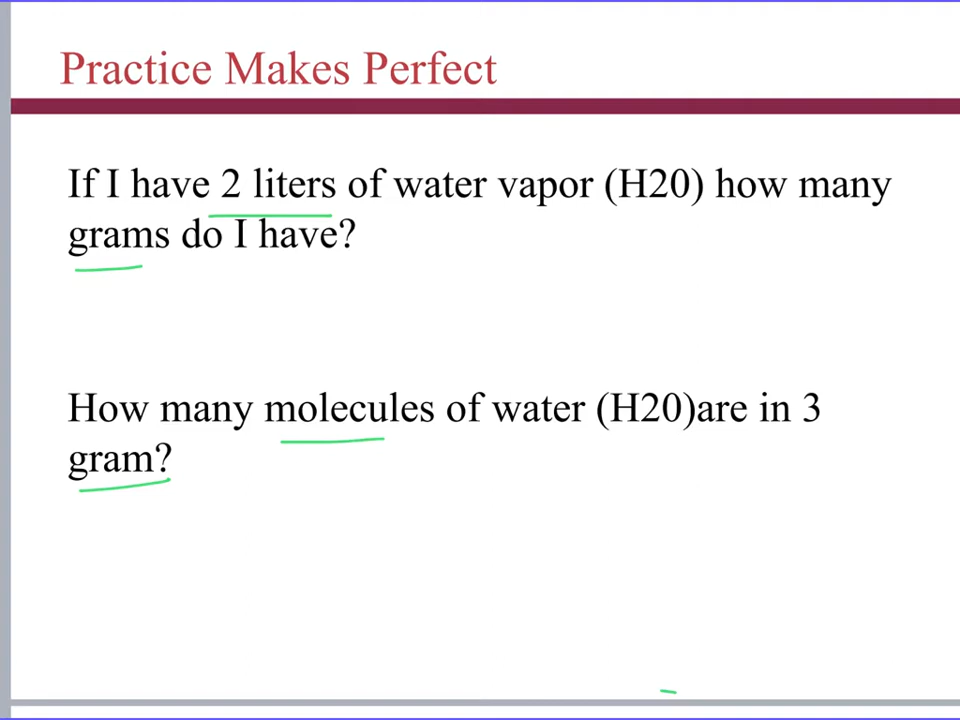 Practice Makes Perfect
If I have 2 liters of water vapor (H20) how many
grams do I have?
How many molecules of water (H20)are in 3
gram?